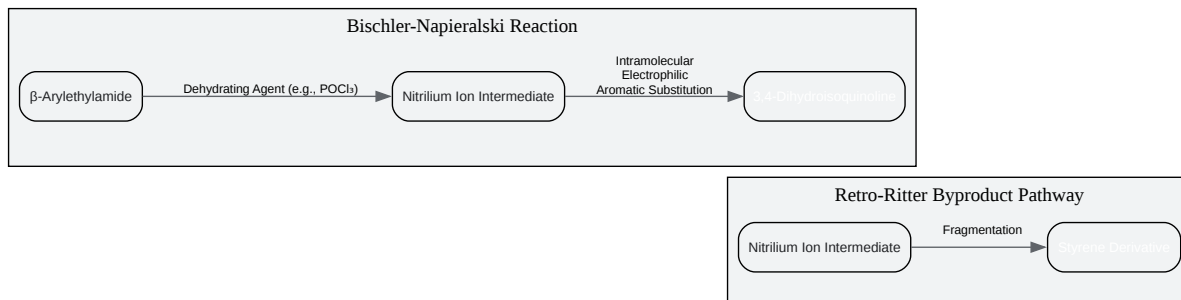 Bischler-Napieralski Reaction
β-Arylethylamide
Dehydrating Agent (e.g., POCl₃)
Nitrilium Ion Intermediate
Intramolecular
Electrophilic
Aromatic Substitution
3,4-Dihydroisoquinoline
Retro-Ritter Byproduct Pathway
Nitrilium Ion Intermediate
Fragmentation
Styrene Derivative